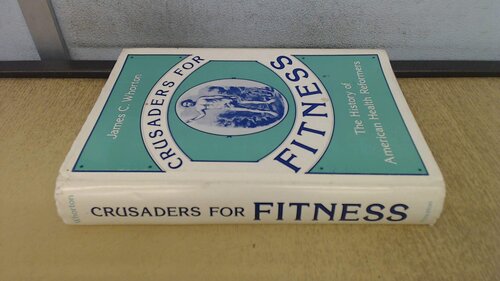 James C. Whorton
CRUSADERS FOR
FITNESS
The History of
American Health Reformers
Whorton
CRUSADERS FOR FITNESS